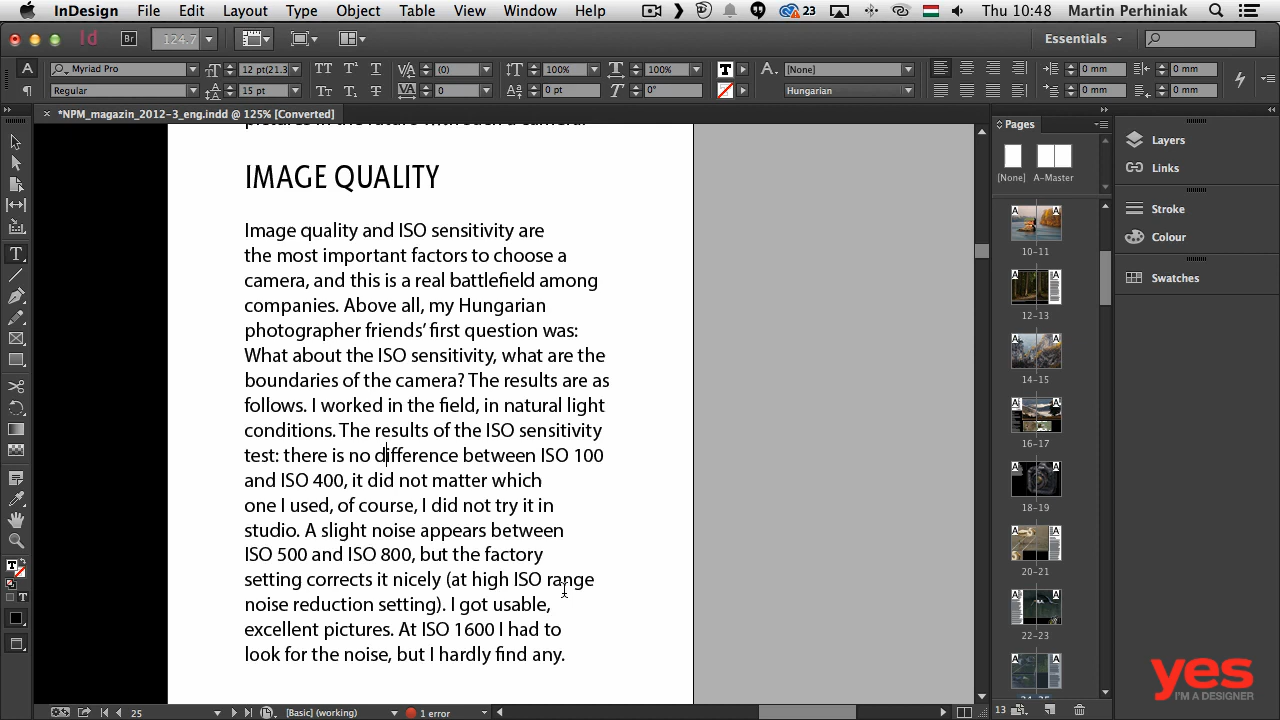 InDesign File Edit Layout Type Object Table View Window Help 23 Thu 10:48 Martin Perhiniak
Id Br 124.7 Essentials
A Myriad Pro 12 pt(21.3 TT (0) 100% 100% T A. [None] 0 mm 0 mm
Regular 15 pt 0 0 pt 0° Hungarian 0 mm 0 mm
*NPM_magazin_2012-3_eng.indd @ 125% [Converted]
IMAGE QUALITY
Image quality and ISO sensitivity are
the most important factors to choose a
camera, and this is a real battlefield among
companies. Above all, my Hungarian
photographer friends’ first question was:
What about the ISO sensitivity, what are the
boundaries of the camera? The results are as
follows. I worked in the field, in natural light
conditions. The results of the ISO sensitivity
test: there is no difference between ISO 100
and ISO 400, it did not matter which
one I used, of course, I did not try it in
studio. A slight noise appears between
ISO 500 and ISO 800, but the factory
setting corrects it nicely (at high ISO range
noise reduction setting). I got usable,
excellent pictures. At ISO 1600 I had to
look for the noise, but I hardly find any.
Pages
[None] A-Master
10-11
12-13
14-15
16-17
18-19
20-21
22-23
13
Layers
Links
Stroke
Colour
Swatches
yes
I'M A DESIGNER
25 [Basic] (working) 1 error